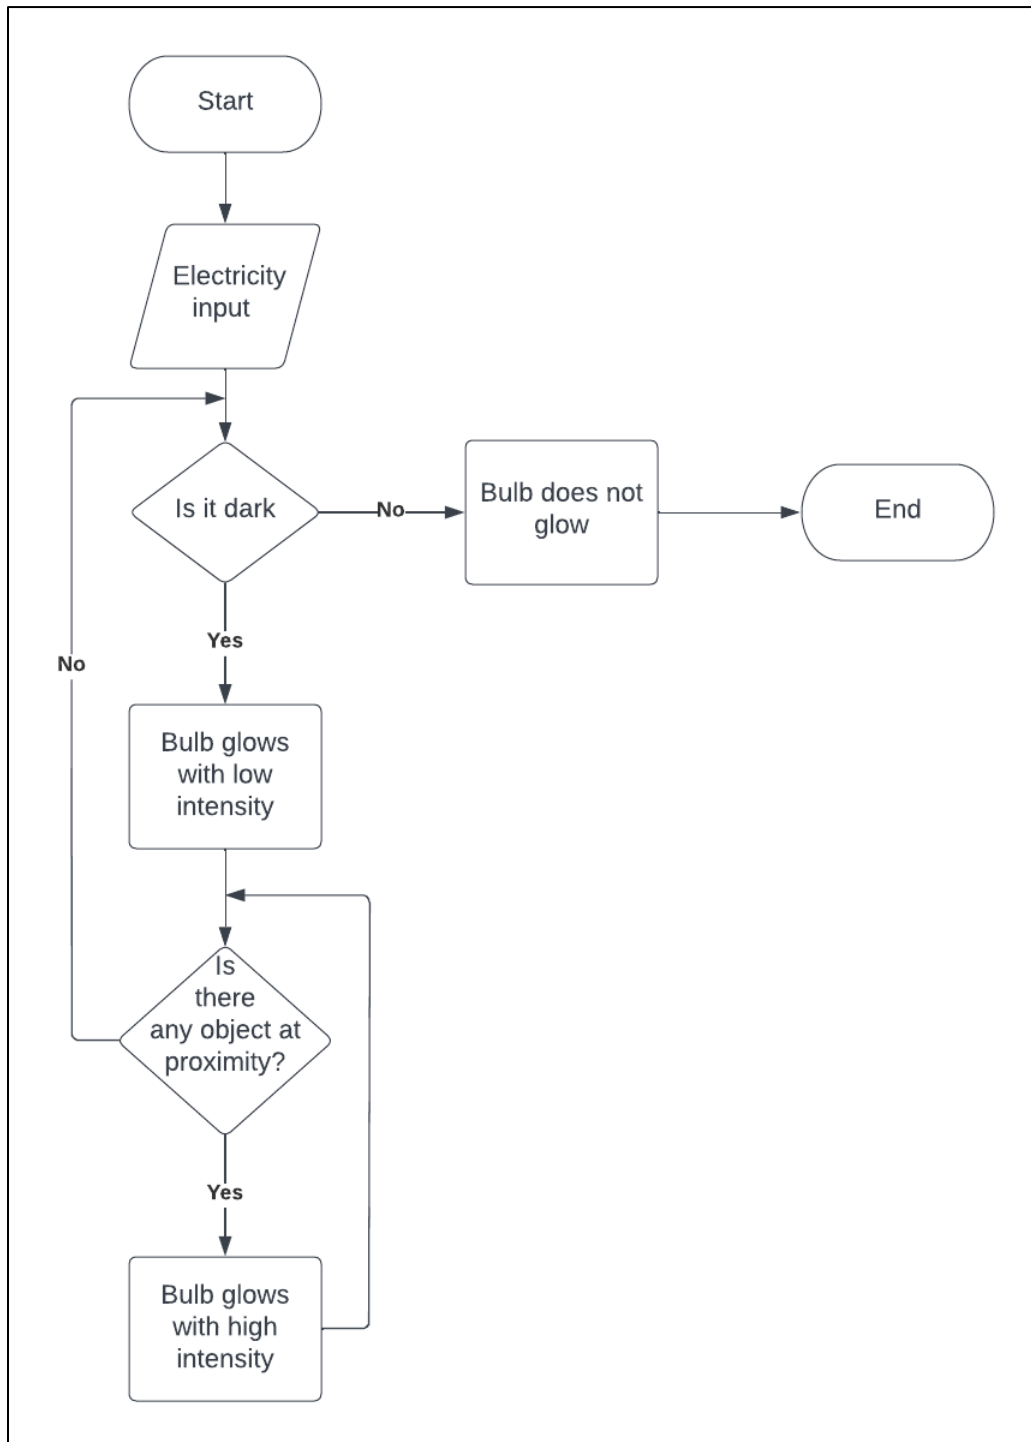 Start
Electricity
input
Is it dark
No
Bulb does not
glow
End
Yes
No
Bulb glows
with low
intensity
Is
there
any object at
proximity?
Yes
Bulb glows
with high
intensity